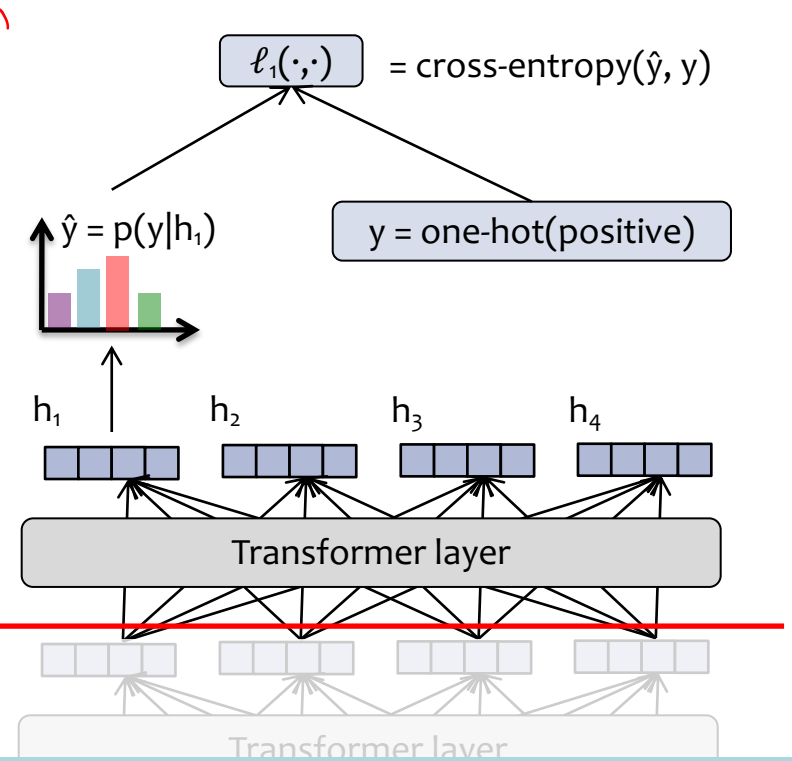 ℓ₁(·,·) = cross-entropy(ŷ, y)
ŷ = p(y|h₁)
y = one-hot(positive)
h₁ h₂ h₃ h₄
Transformer layer
Transformer layer